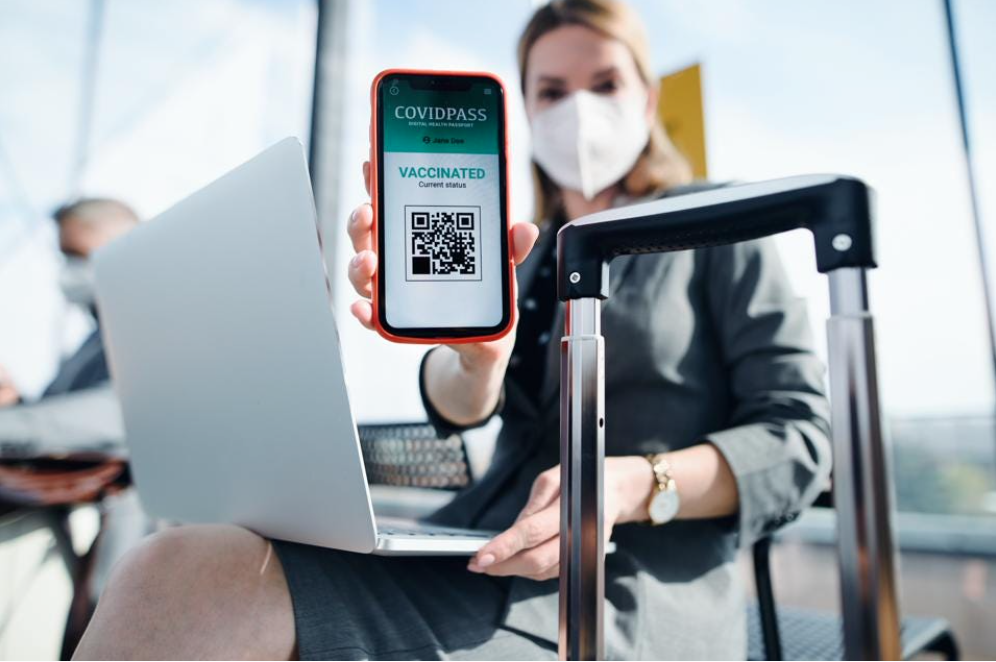 COVIDPASS
DIGITAL HEALTH PASSPORT
Jane Doe
VACCINATED
Current status